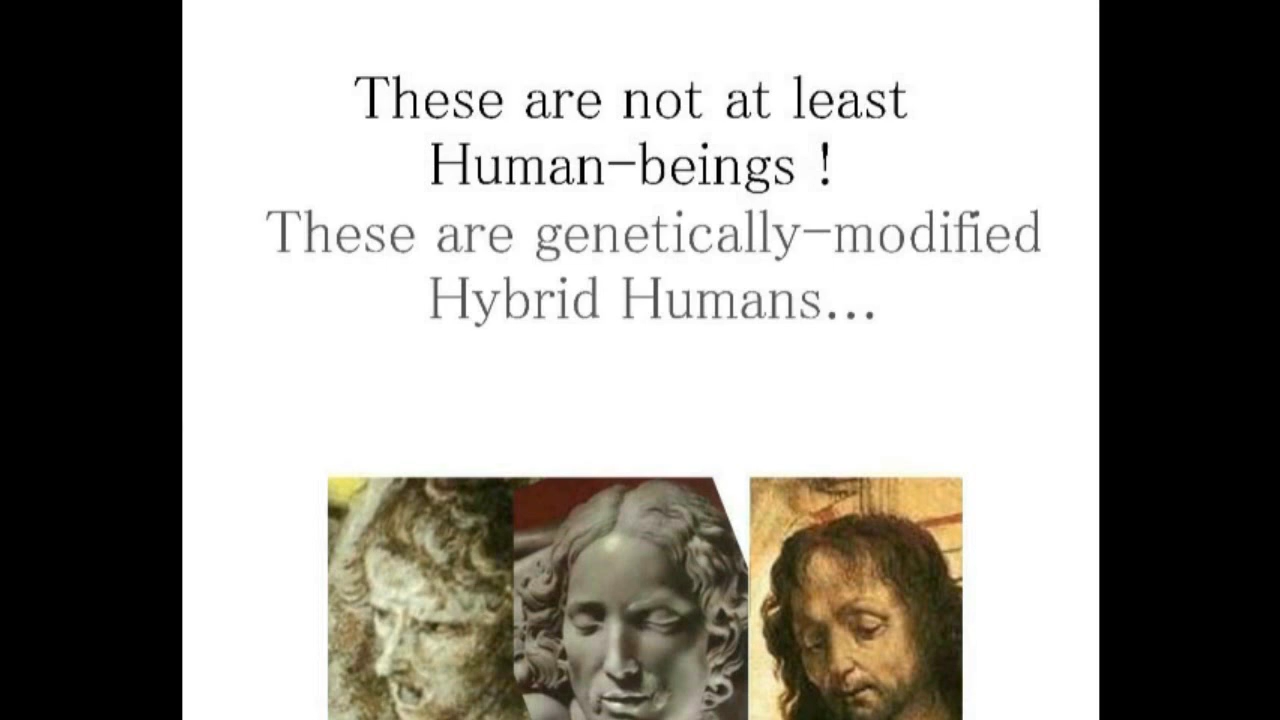 These are not at least
Human-beings !
These are genetically-modified
Hybrid Humans...